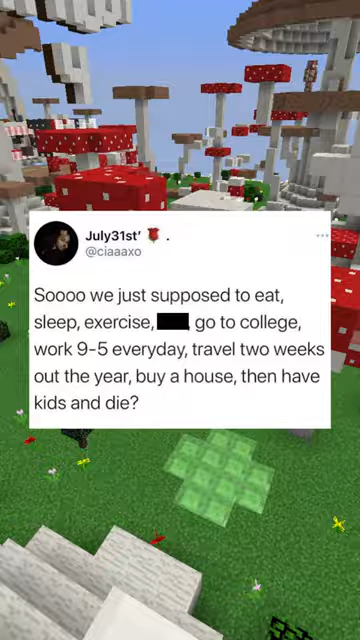 July31st’ 🌹 .
@ciaaaxo
Soooo we just supposed to eat,
sleep, exercise, , go to college,
work 9-5 everyday, travel two weeks
out the year, buy a house, then have
kids and die?